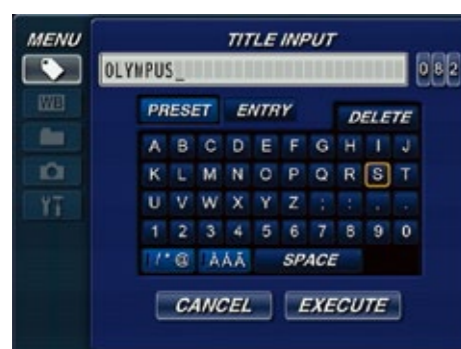 MENU
TITLE INPUT
OLYMPUS_
082
WB
PRESET ENTRY DELETE
A B C D E F G H I J
K L M N O P Q R S T
U V W X Y Z ; : , .
1 2 3 4 5 6 7 8 9 0
!/*@ ÀÁÃ SPACE
CANCEL EXECUTE